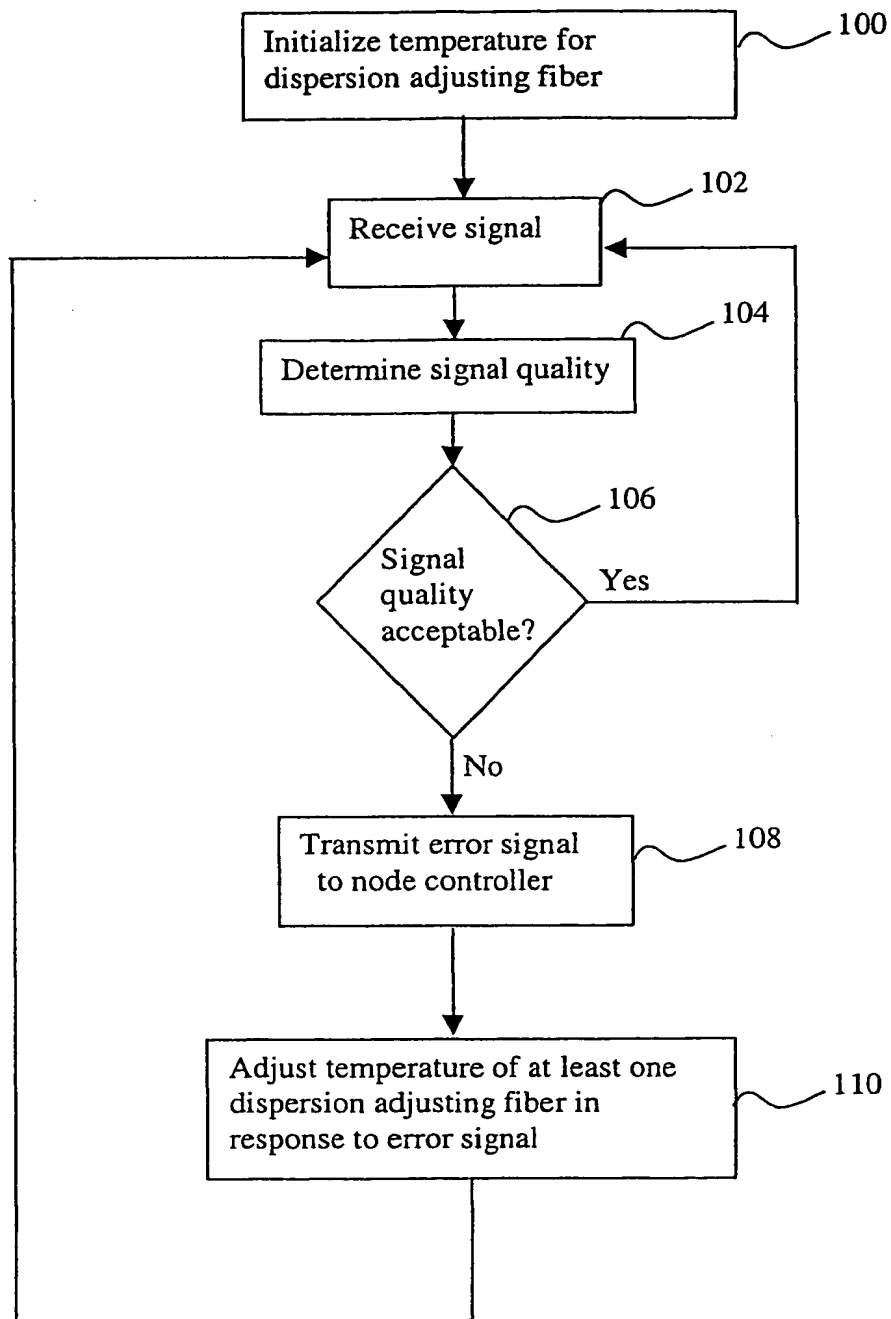 Initialize temperature for
dispersion adjusting fiber
100
102
Receive signal
104
Determine signal quality
106
Signal
quality
acceptable?
Yes
No
Transmit error signal
to node controller
108
Adjust temperature of at least one
dispersion adjusting fiber in
response to error signal
110